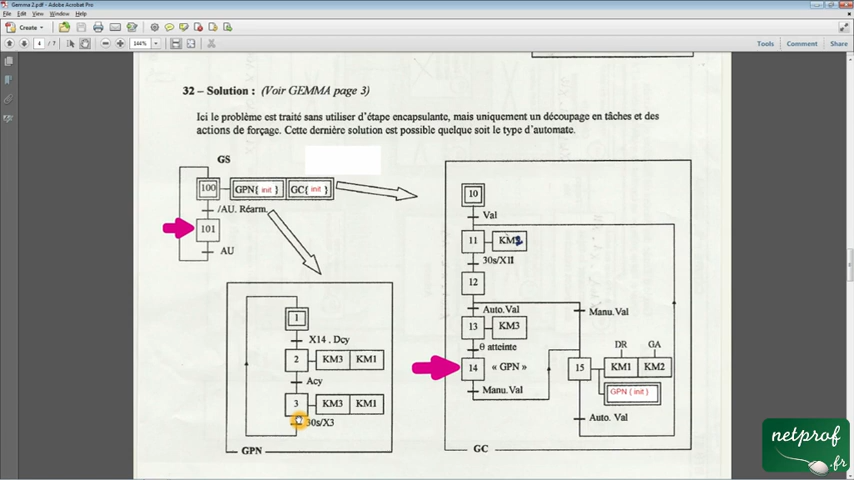 Gemma 2.pdf - Adobe Acrobat Pro
File Edit View Window Help
Create
4 / 7
144%
Tools Comment Share
32 – Solution : (Voir GEMMA page 3)
Ici le problème est traité sans utiliser d'étape encapsulante, mais uniquement un découpage en tâches et des
actions de forçage. Cette dernière solution est possible quelque soit le type d'automate.
GS
100 GPN{ init } GC{ init }
/AU. Réarm.
101
AU
1
X14 . Dcy
2 KM3 KM1
Acy
3 KM3 KM1
30s/X3
GPN
10
Val
11
30s/X11
12
Auto.Val Manu.Val
13 KM3
θ atteinte
DR GA
14 « GPN » 15 KM1 KM2
GPN ( init )
Manu.Val
Auto. Val
GC
netprof
.fr